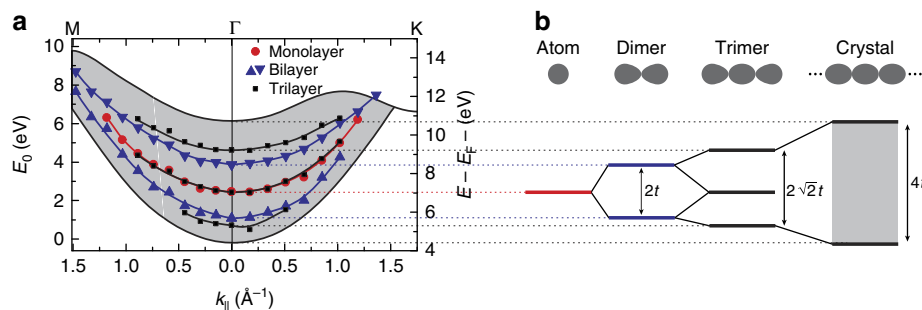 a
M Γ K
10
8
6
4
2
0
E0 (eV)
Monolayer
Bilayer
Trilayer
14
12
10
8
6
4
E − EF − (eV)
1.5 1.0 0.5 0.0 0.5 1.0 1.5
k|| (Å−1)
b
Atom Dimer Trimer Crystal
2t
2√2t
4